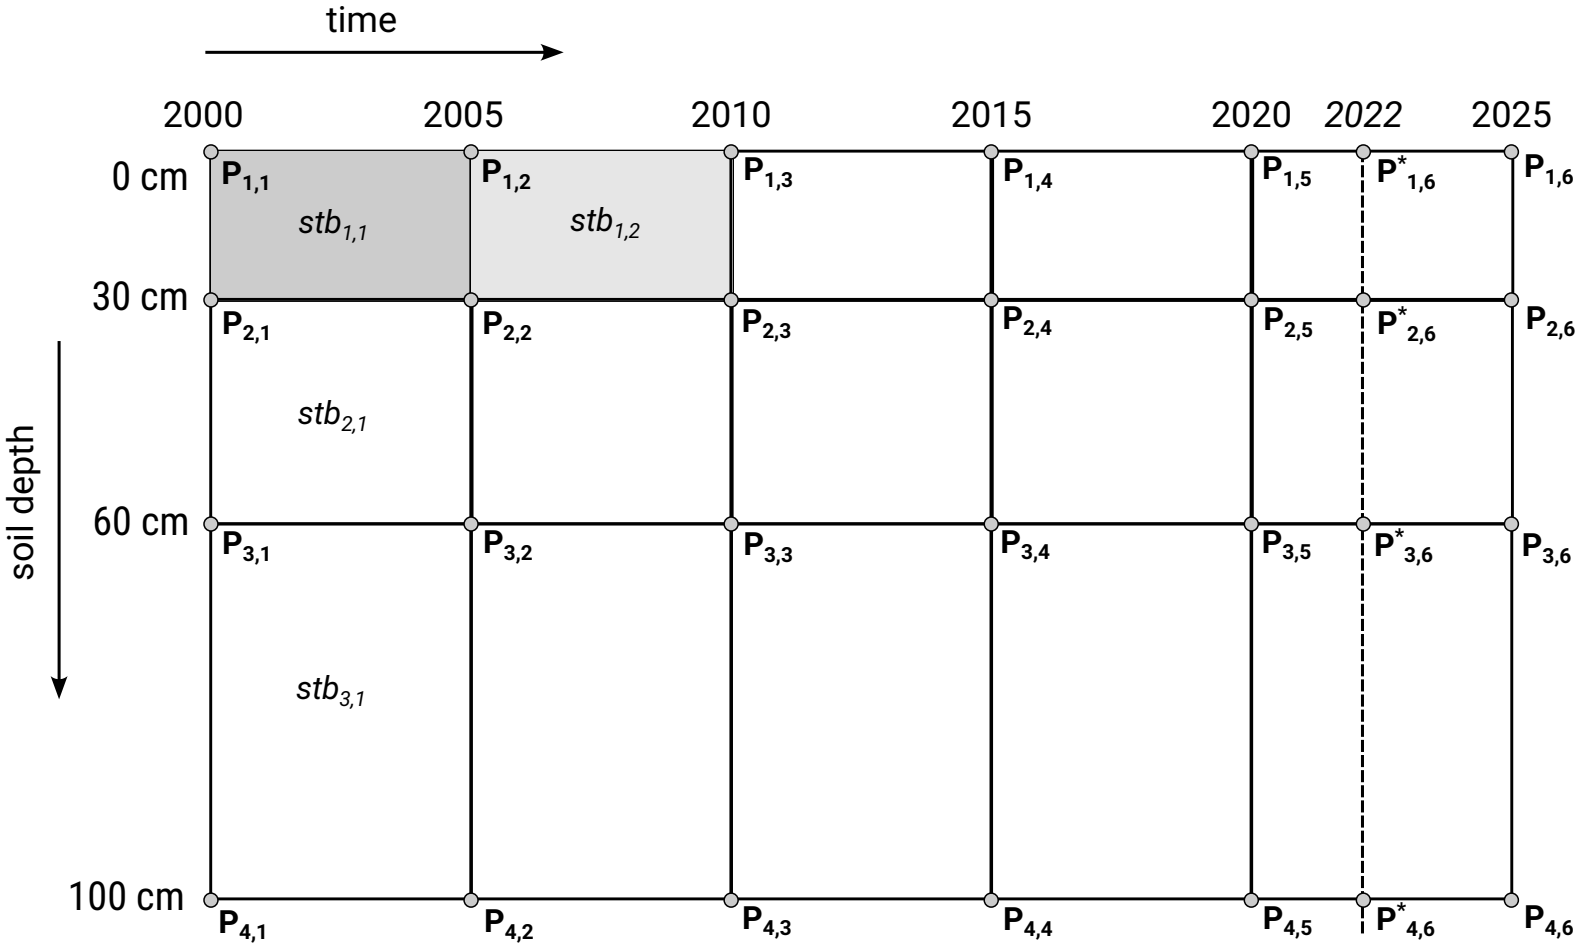 time
2000 2005 2010 2015 2020 2022 2025
0 cm P1,1 P1,2 P1,3 P1,4 P1,5 P*1,6 P1,6
stb1,1 stb1,2
30 cm
P2,1 P2,2 P2,3 P2,4 P2,5 P*2,6 P2,6
stb2,1
soil depth
60 cm
P3,1 P3,2 P3,3 P3,4 P3,5 P*3,6 P3,6
stb3,1
100 cm
P4,1 P4,2 P4,3 P4,4 P4,5 P*4,6 P4,6